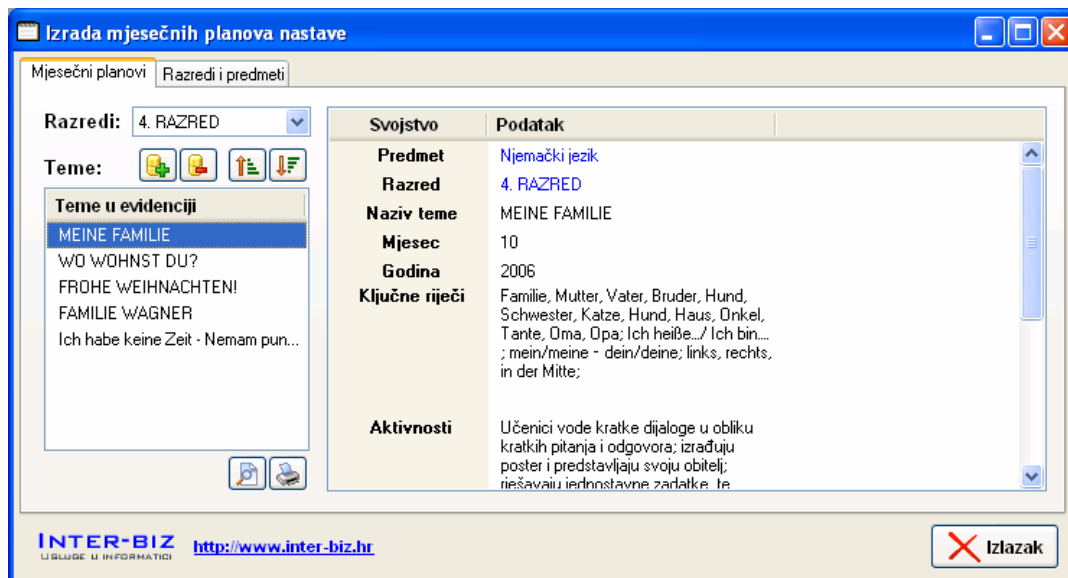 Izrada mjesečnih planova nastave
Mjesečni planovi
Razredi i predmeti
Razredi:
4. RAZRED
Teme:
Teme u evidenciji
MEINE FAMILIE
WO WOHNST DU?
FROHE WEIHNACHTEN!
FAMILIE WAGNER
Ich habe keine Zeit - Nemam pun...
Svojstvo Podatak
Predmet Njemački jezik
Razred 4. RAZRED
Naziv teme MEINE FAMILIE
Mjesec 10
Godina 2006
Ključne riječi Familie, Mutter, Vater, Bruder, Hund,
Schwester, Katze, Hund, Haus, Onkel,
Tante, Oma, Opa; Ich heiße.../ Ich bin....
; mein/meine - dein/deine; links, rechts,
in der Mitte;
Aktivnosti Učenici vode kratke dijaloge u obliku
kratkih pitanja i odgovora; izrađuju
poster i predstavljaju svoju obitelj;
rješavaju jednostavne zadatke, te
INTER-BIZ
USLUGE U INFORMATICI
http://www.inter-biz.hr
Izlazak